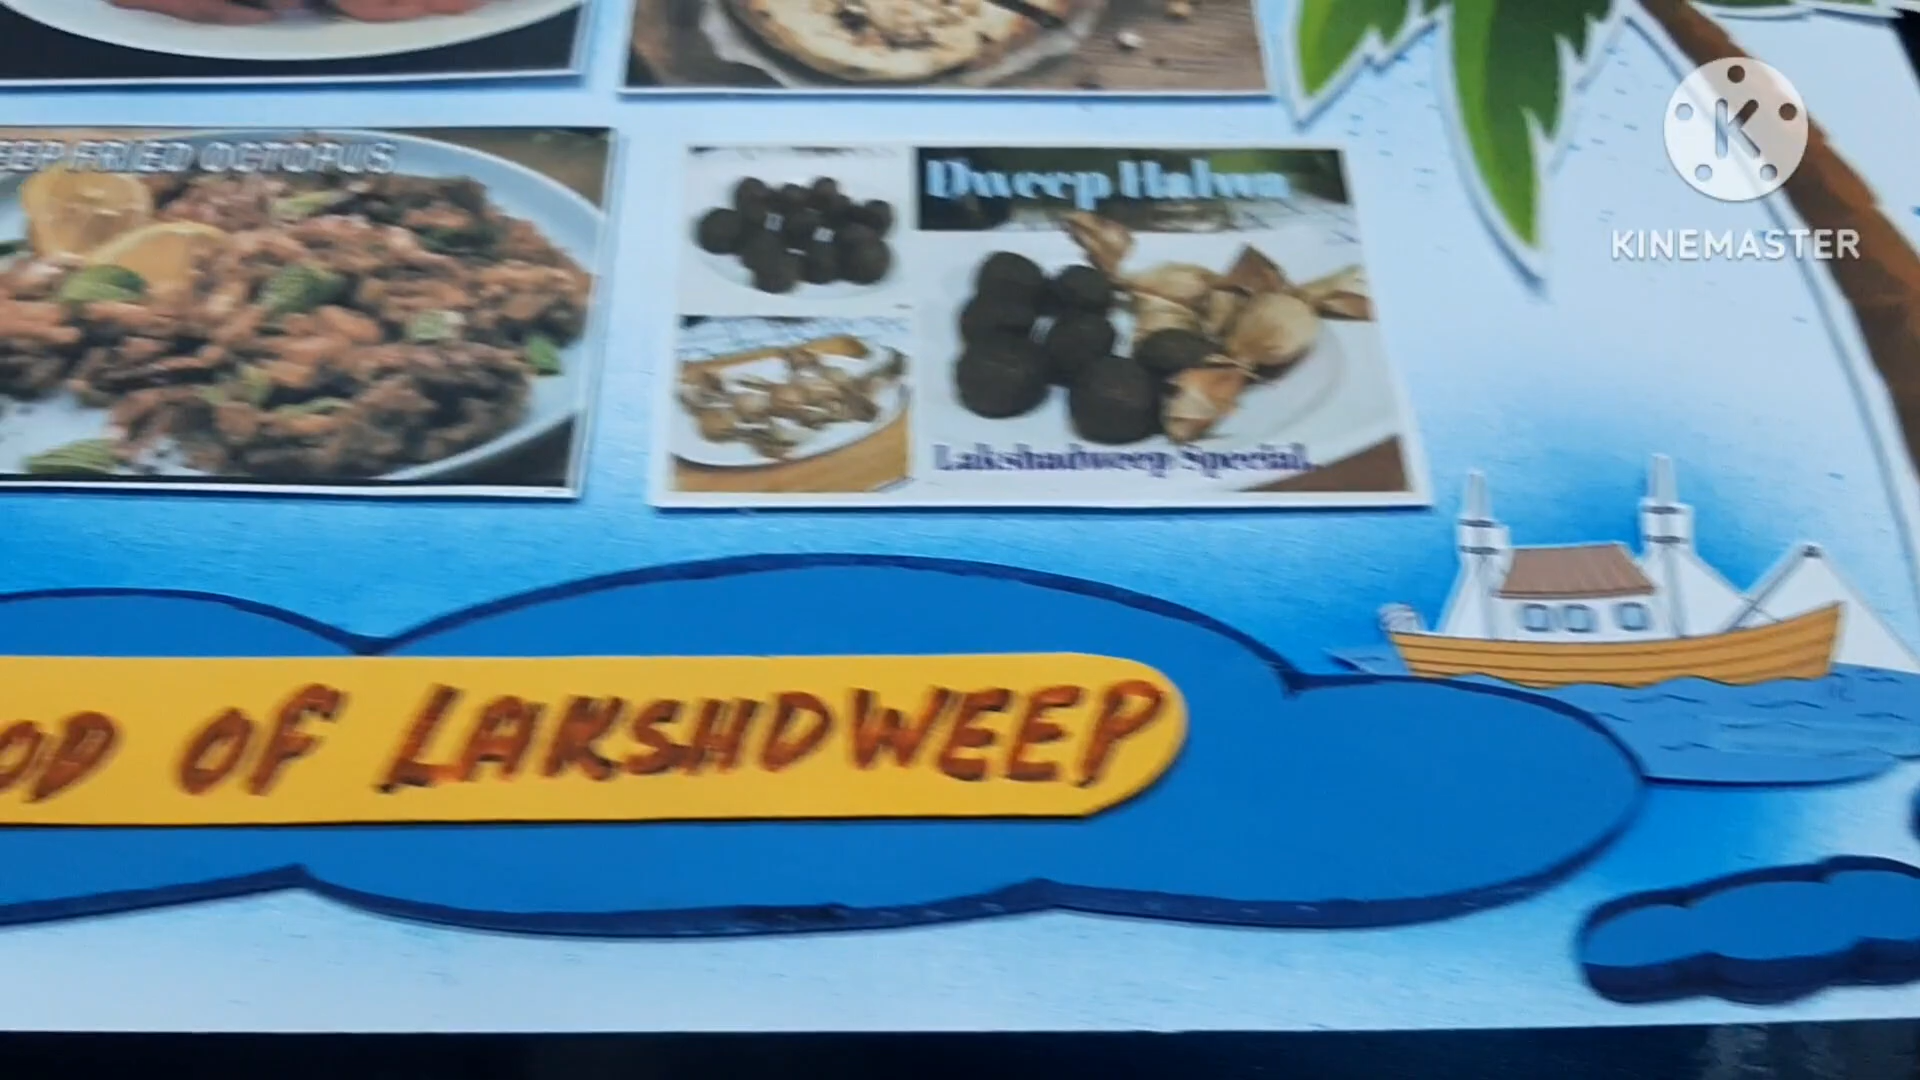 EEP FRIED OCTOPUS
Dweep Halwa
Lakshadweep Special.
K
KINEMASTER
OD OF LAKSHDWEEP